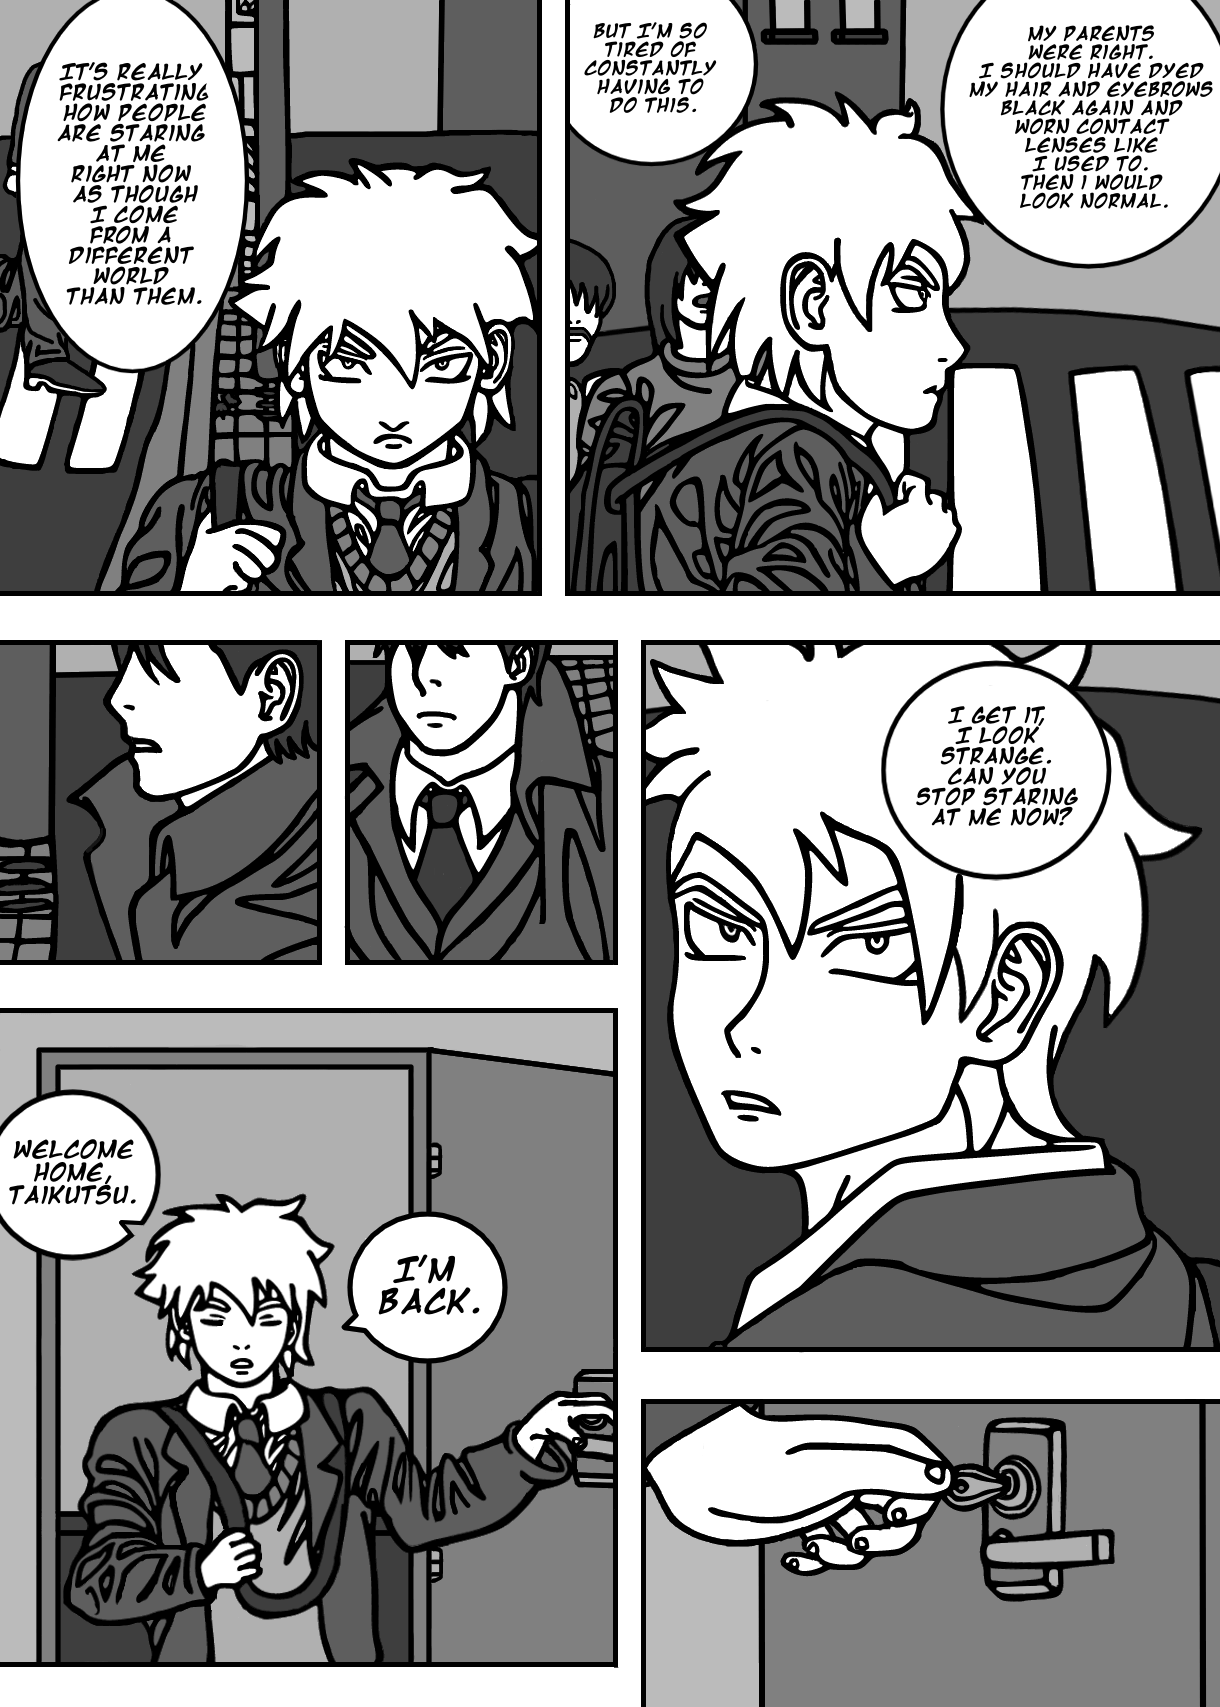 MY PARENTS
WERE RIGHT.
I SHOULD HAVE DYED
MY HAIR AND EYEBROWS
BLACK AGAIN AND
WORN CONTACT
LENSES LIKE
I USED TO.
THEN I WOULD
LOOK NORMAL.
BUT I'M SO
TIRED OF
CONSTANTLY
HAVING TO
DO THIS.
IT'S REALLY
FRUSTRATING
HOW PEOPLE
ARE STARING
AT ME
RIGHT NOW
AS THOUGH
I COME
FROM A
DIFFERENT
WORLD
THAN THEM.
I GET IT,
I LOOK
STRANGE.
CAN YOU
STOP STARING
AT ME NOW?
I'M
BACK.
WELCOME
HOME,
TAIKUTSU.